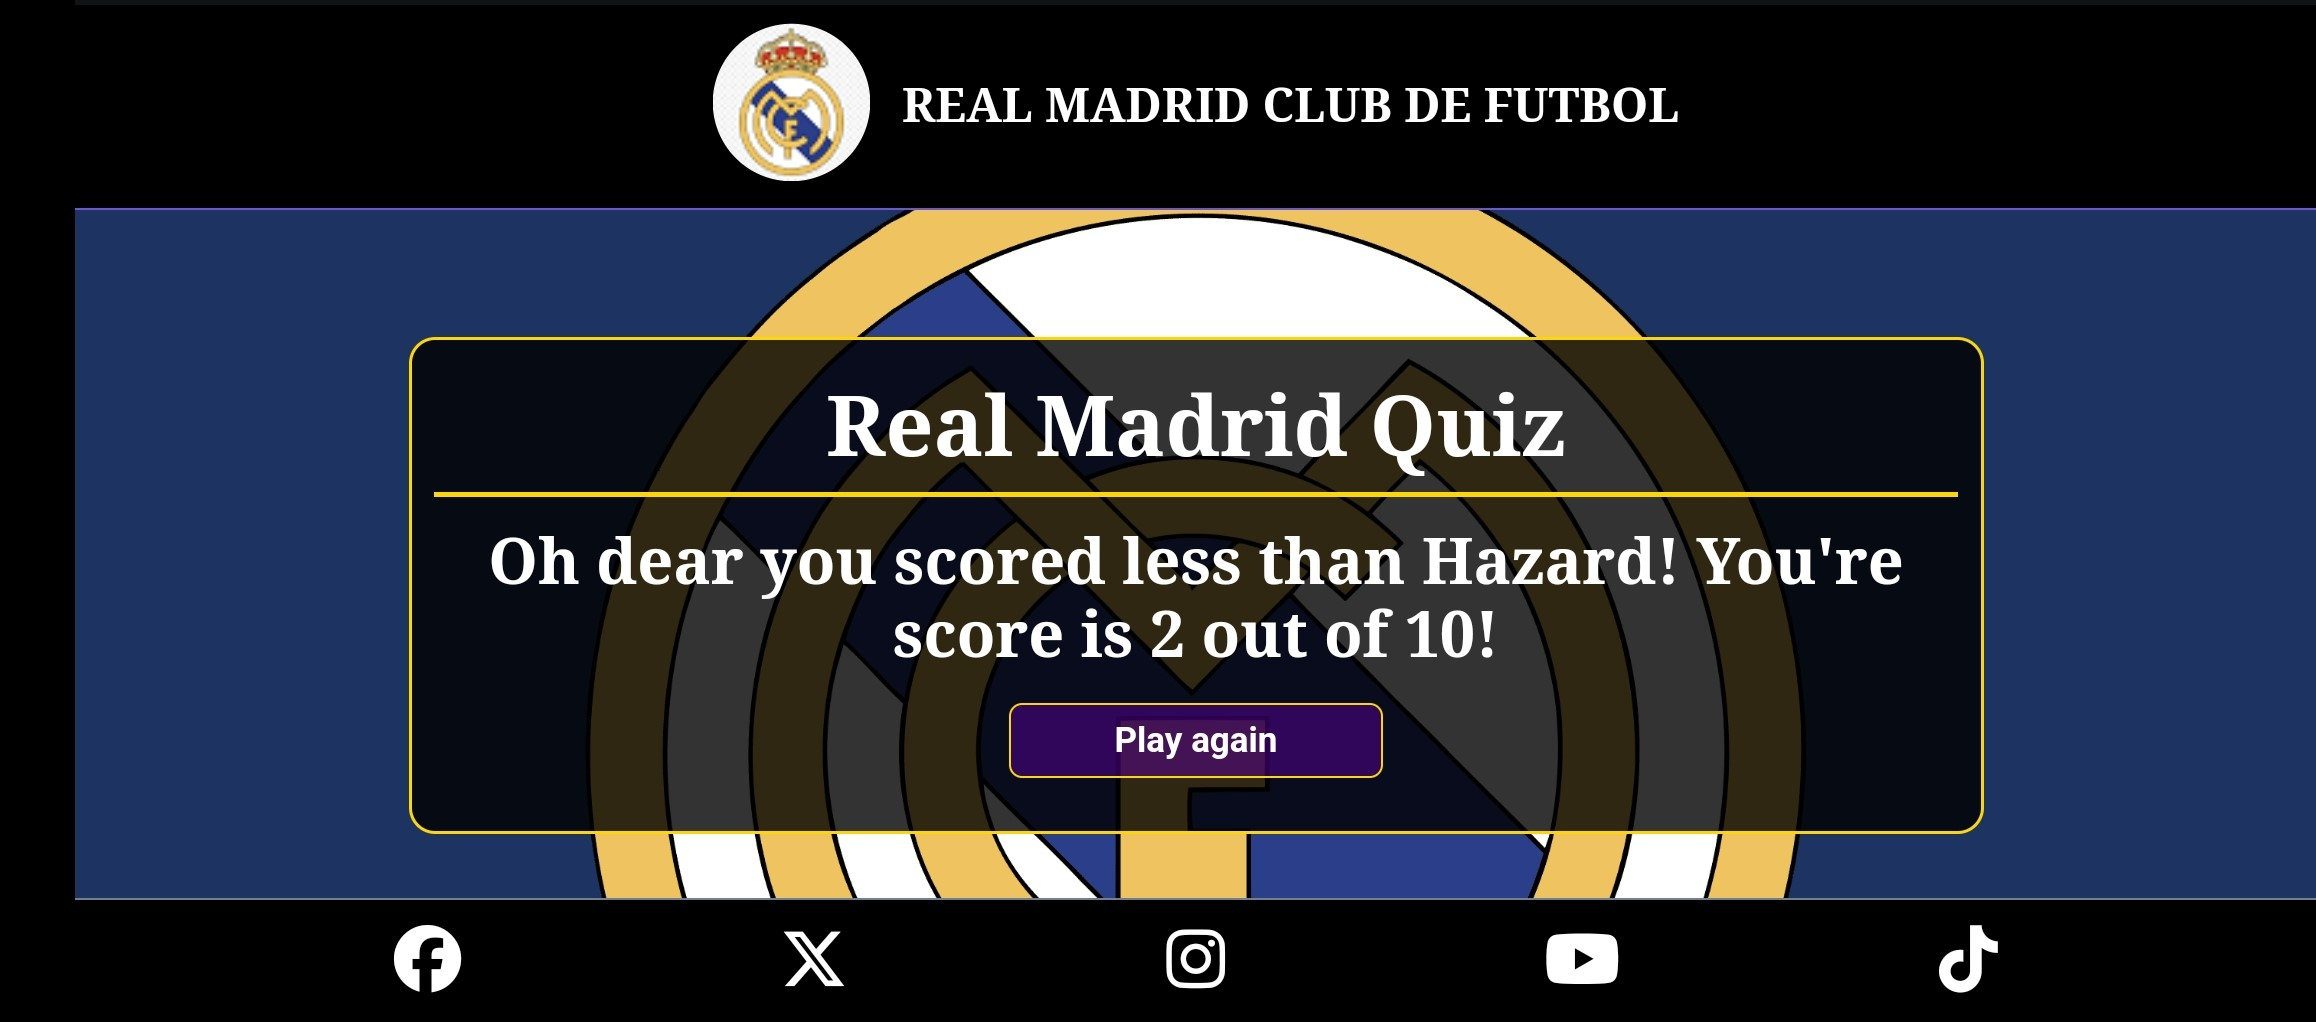 REAL MADRID CLUB DE FUTBOL
Real Madrid Quiz
Oh dear you scored less than Hazard! You're
score is 2 out of 10!
Play again